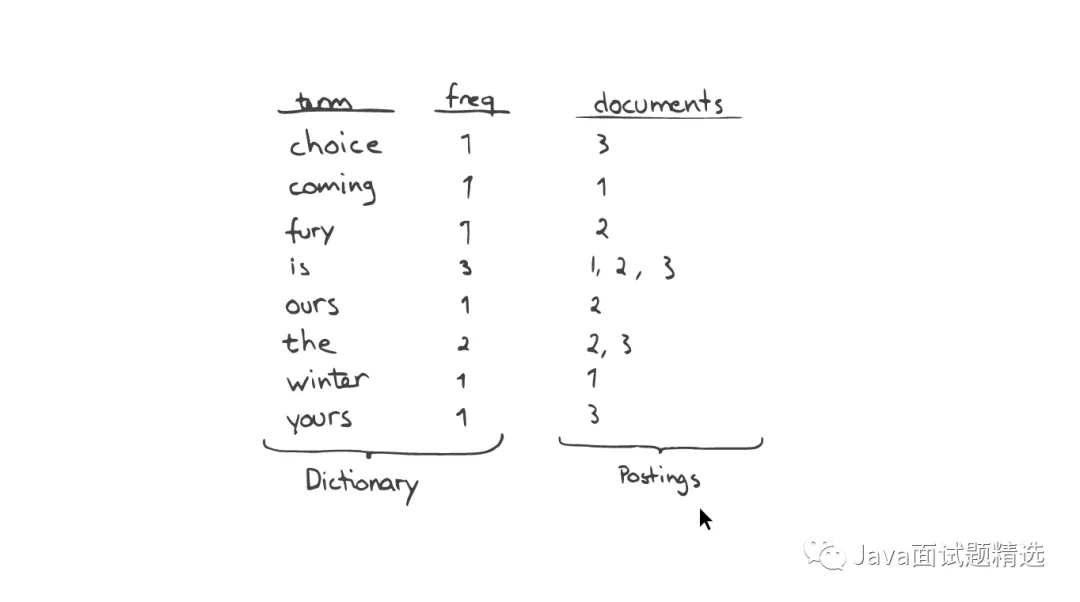 term freq documents
choice 1 3
coming 1 1
fury 1 2
is 3 1, 2, 3
ours 1 2
the 2 2, 3
winter 1 1
yours 1 3
Dictionary Postings
Java面试题精选